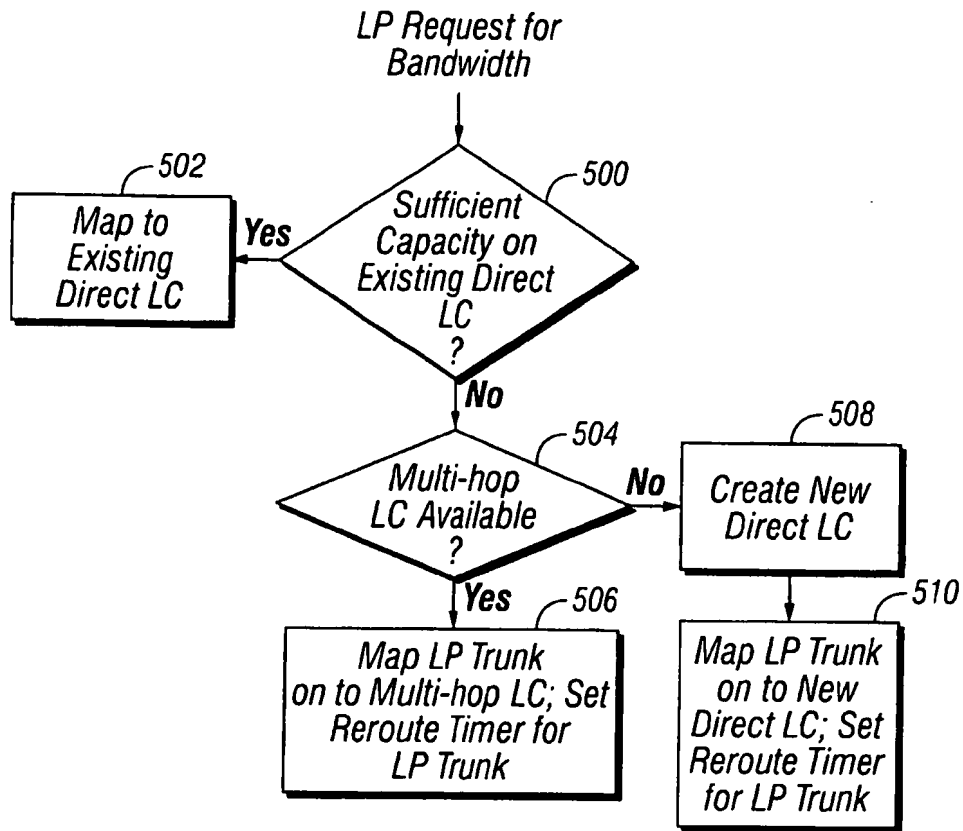 LP Request for
Bandwidth
500
Sufficient
Capacity on
Existing Direct
LC
?
Yes
502
Map to
Existing
Direct LC
No
504
Multi-hop
LC Available
?
No
508
Create New
Direct LC
Yes
506
Map LP Trunk
on to Multi-hop LC; Set
Reroute Timer for
LP Trunk
510
Map LP Trunk
on to New
Direct LC; Set
Reroute Timer
for LP Trunk